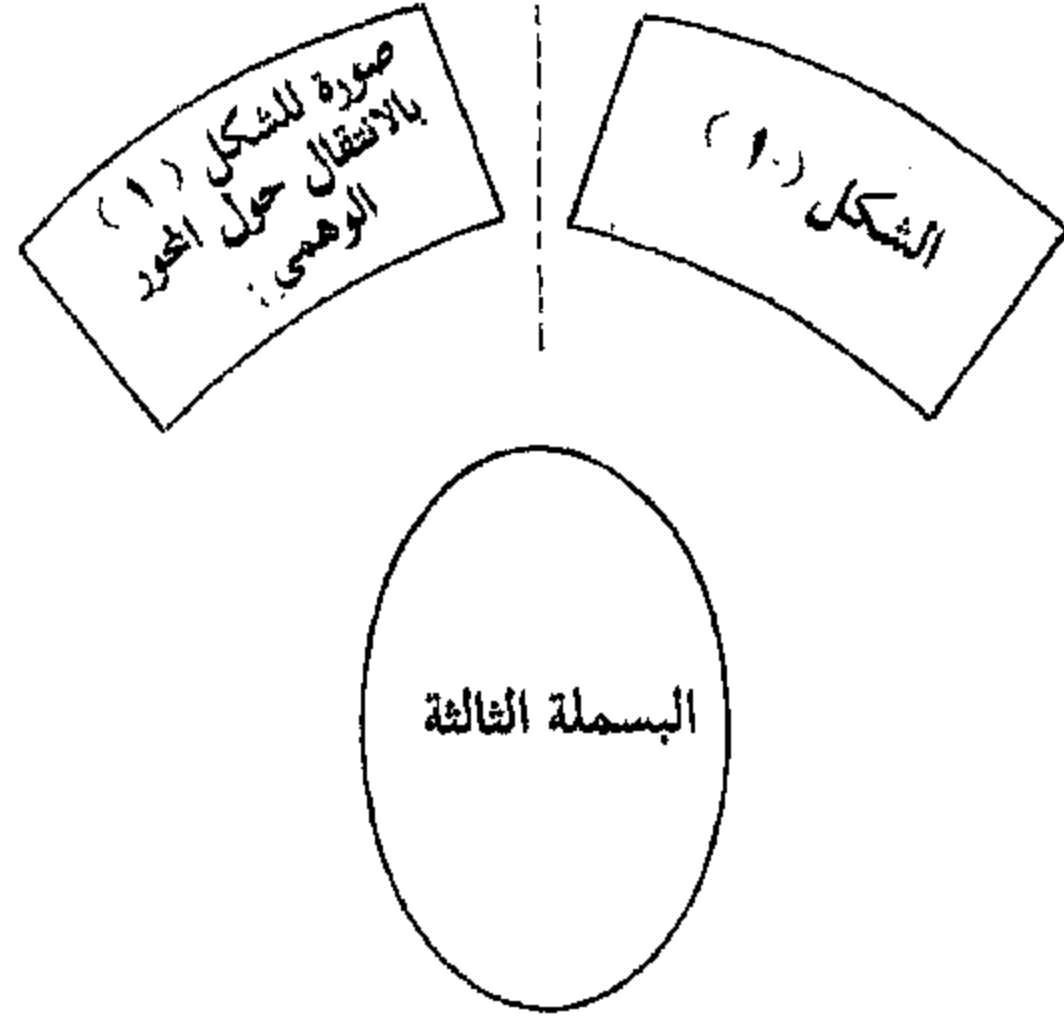 الشكل (١)
صورة للشكل (١)
بالانتقال حول المحور
الوهمي
البسملة الثالثة